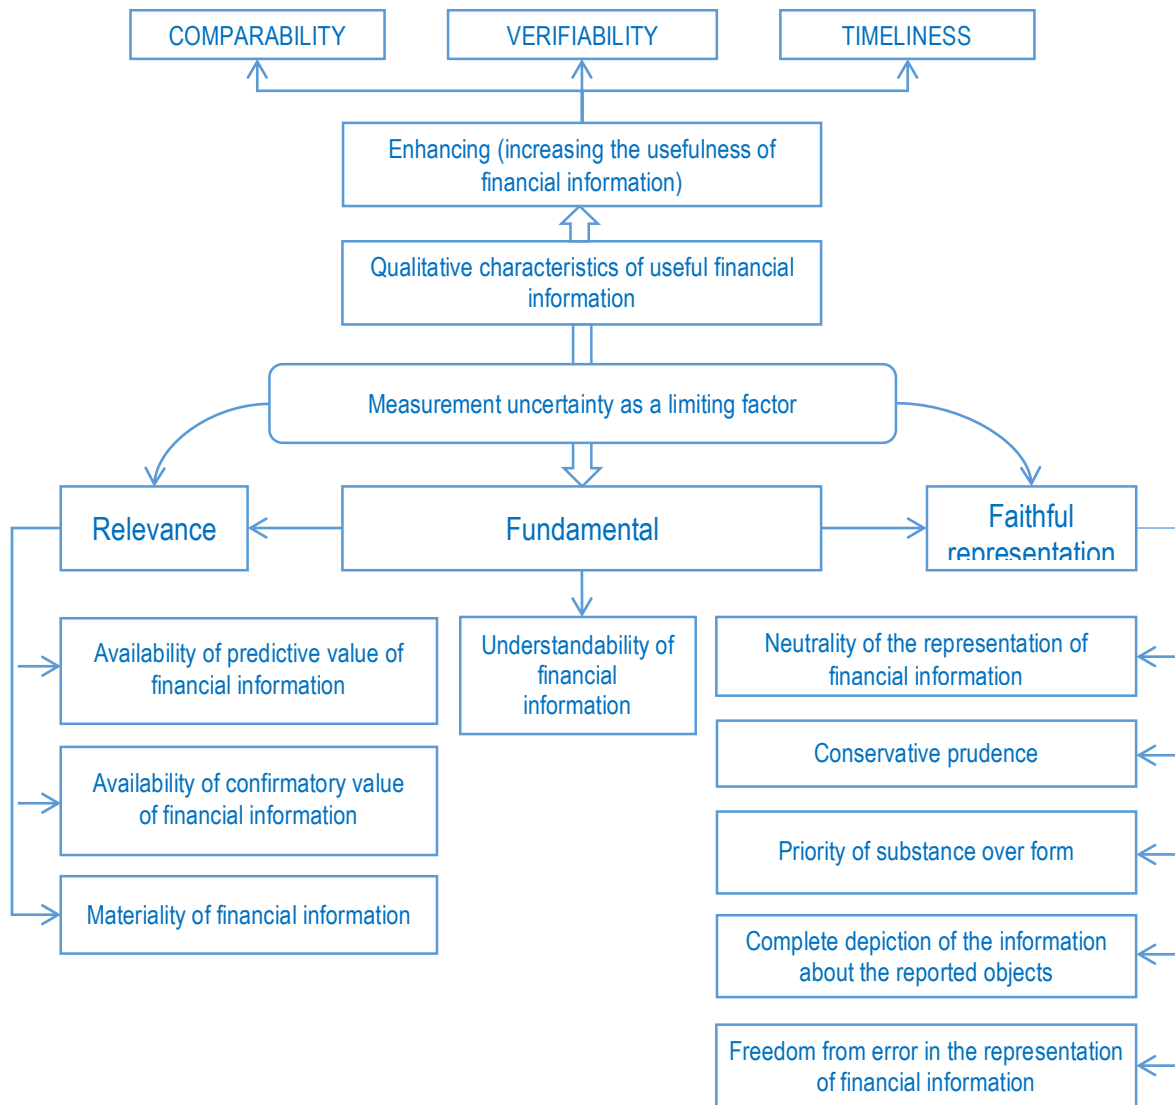 COMPARABILITY
VERIFIABILITY
TIMELINESS
Enhancing (increasing the usefulness of
financial information)
Qualitative characteristics of useful financial
information
Measurement uncertainty as a limiting factor
Relevance
Fundamental
Faithful
representation
Availability of predictive value of
financial information
Understandability of
financial
information
Neutrality of the representation of
financial information
Conservative prudence
Availability of confirmatory value
of financial information
Priority of substance over form
Materiality of financial information
Complete depiction of the information
about the reported objects
Freedom from error in the representation
of financial information